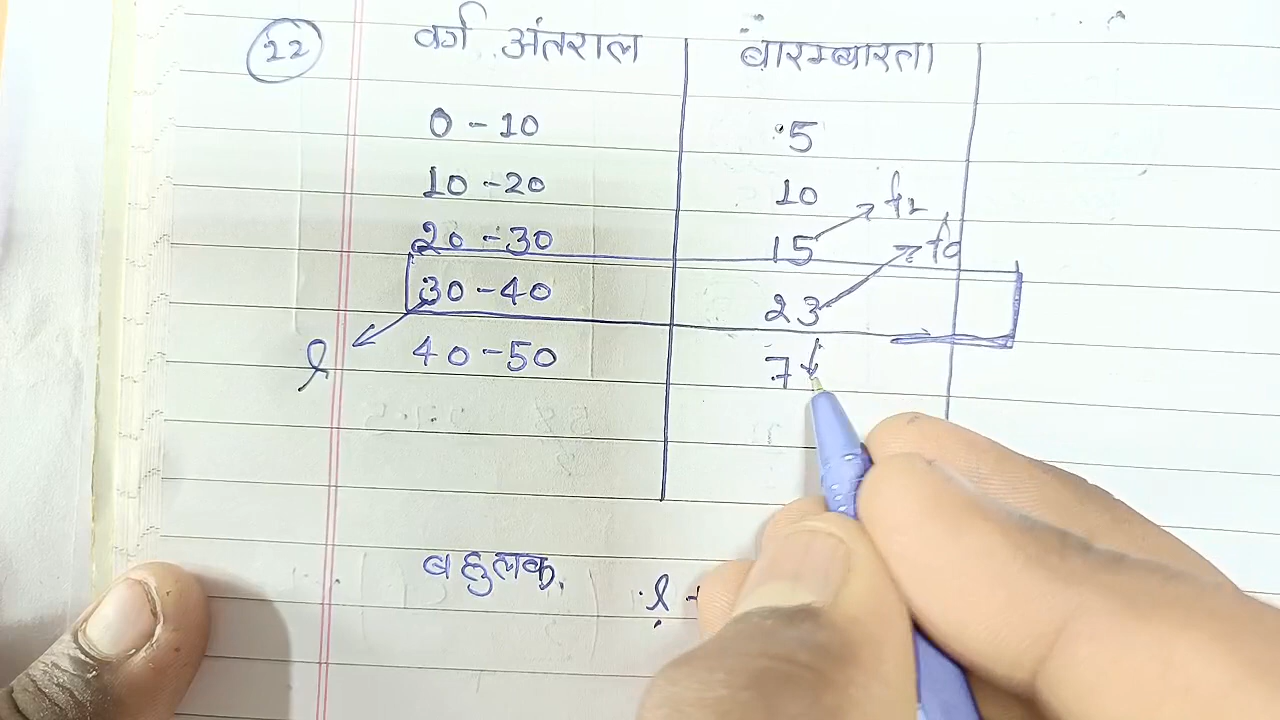 22 वर्ग अंतराल बारम्बारता
0 - 10 5
10 - 20 10
20 - 30 15 f2
30 - 40 23 f0
l 40 - 50 7
बहुलक. l